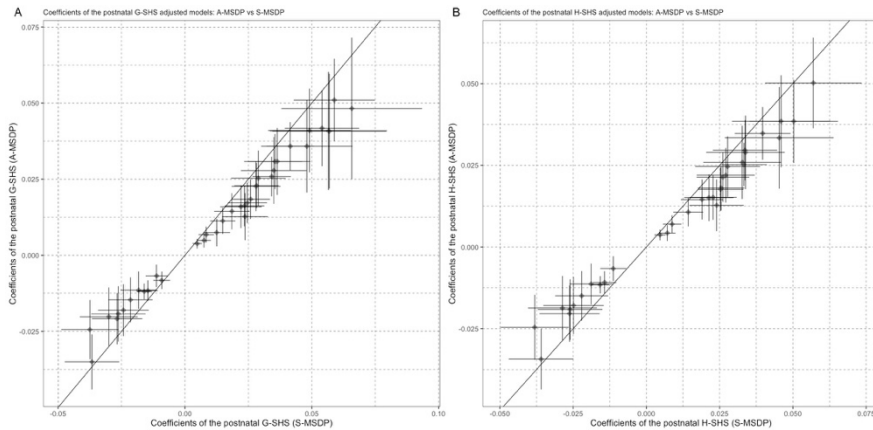 A
Coefficients of the postnatal G-SHS adjusted models: A-MSDP vs S-MSDP
0.075
0.050
0.025
0.000
-0.025
Coefficients of the postnatal G-SHS (A-MSDP)
-0.05
0.00
0.05
0.10
Coefficients of the postnatal G-SHS (S-MSDP)
B
Coefficients of the postnatal H-SHS adjusted models: A-MSDP vs S-MSDP
0.075
0.050
0.025
0.000
-0.025
Coefficients of the postnatal H-SHS (A-MSDP)
-0.050
-0.025
0.000
0.025
0.050
0.075
Coefficients of the postnatal H-SHS (S-MSDP)